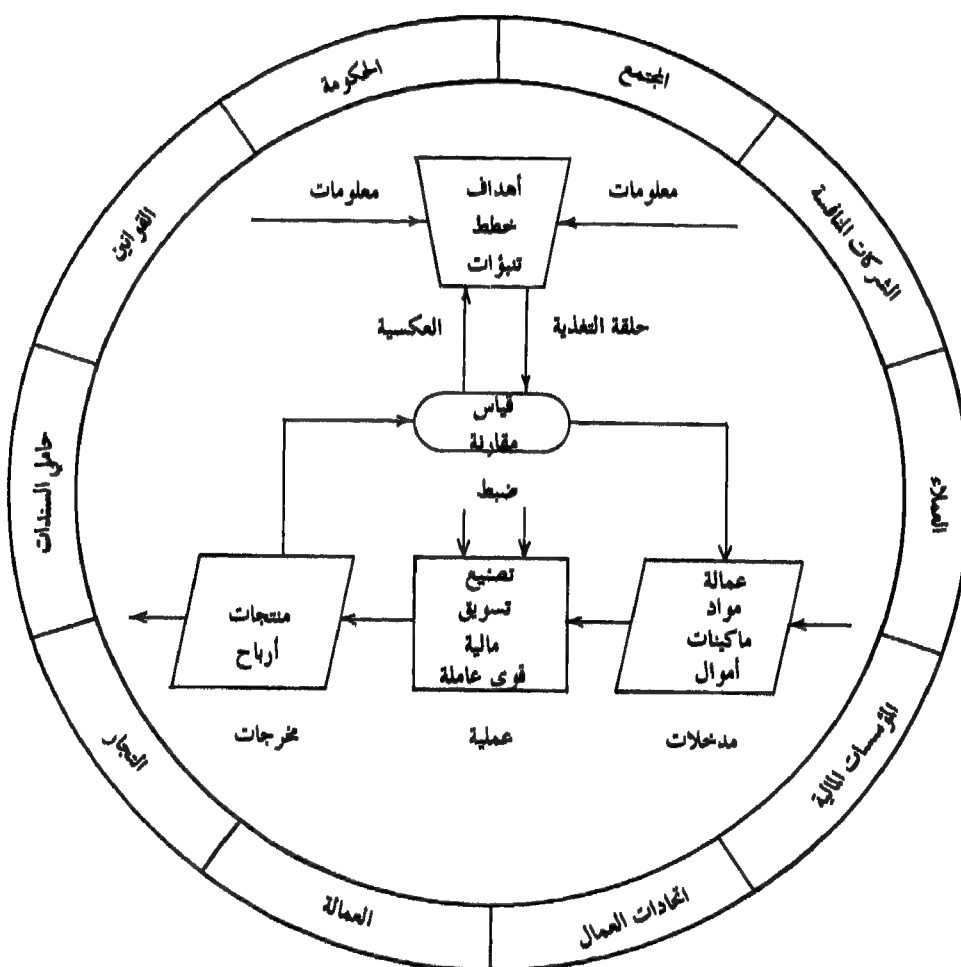 المجتمع
الحكومة
الشركات المنافسة
القوانين
العملاء
حاملي السندات
المؤسسات المالية
التجار
اتحادات العمال
العمالة
معلومات
أهداف
خطط
تنبؤات
معلومات
حلقة التغذية
العكسية
قياس
مقارنة
ضبط
عمالة
مواد
ماكينات
أموال
تصنيع
تسويق
مالية
قوى عاملة
منتجات
أرباح
مدخلات
عملية
مخرجات